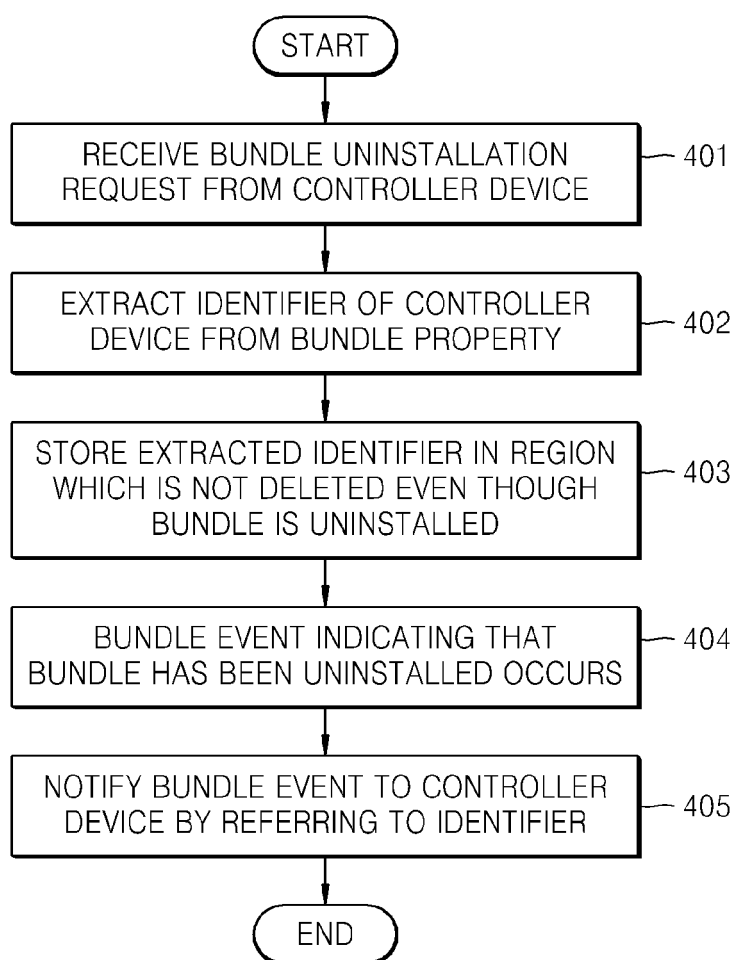 START
RECEIVE BUNDLE UNINSTALLATION
REQUEST FROM CONTROLLER DEVICE
401
EXTRACT IDENTIFIER OF CONTROLLER
DEVICE FROM BUNDLE PROPERTY
402
STORE EXTRACTED IDENTIFIER IN REGION
WHICH IS NOT DELETED EVEN THOUGH
BUNDLE IS UNINSTALLED
403
BUNDLE EVENT INDICATING THAT
BUNDLE HAS BEEN UNINSTALLED OCCURS
404
NOTIFY BUNDLE EVENT TO CONTROLLER
DEVICE BY REFERRING TO IDENTIFIER
405
END